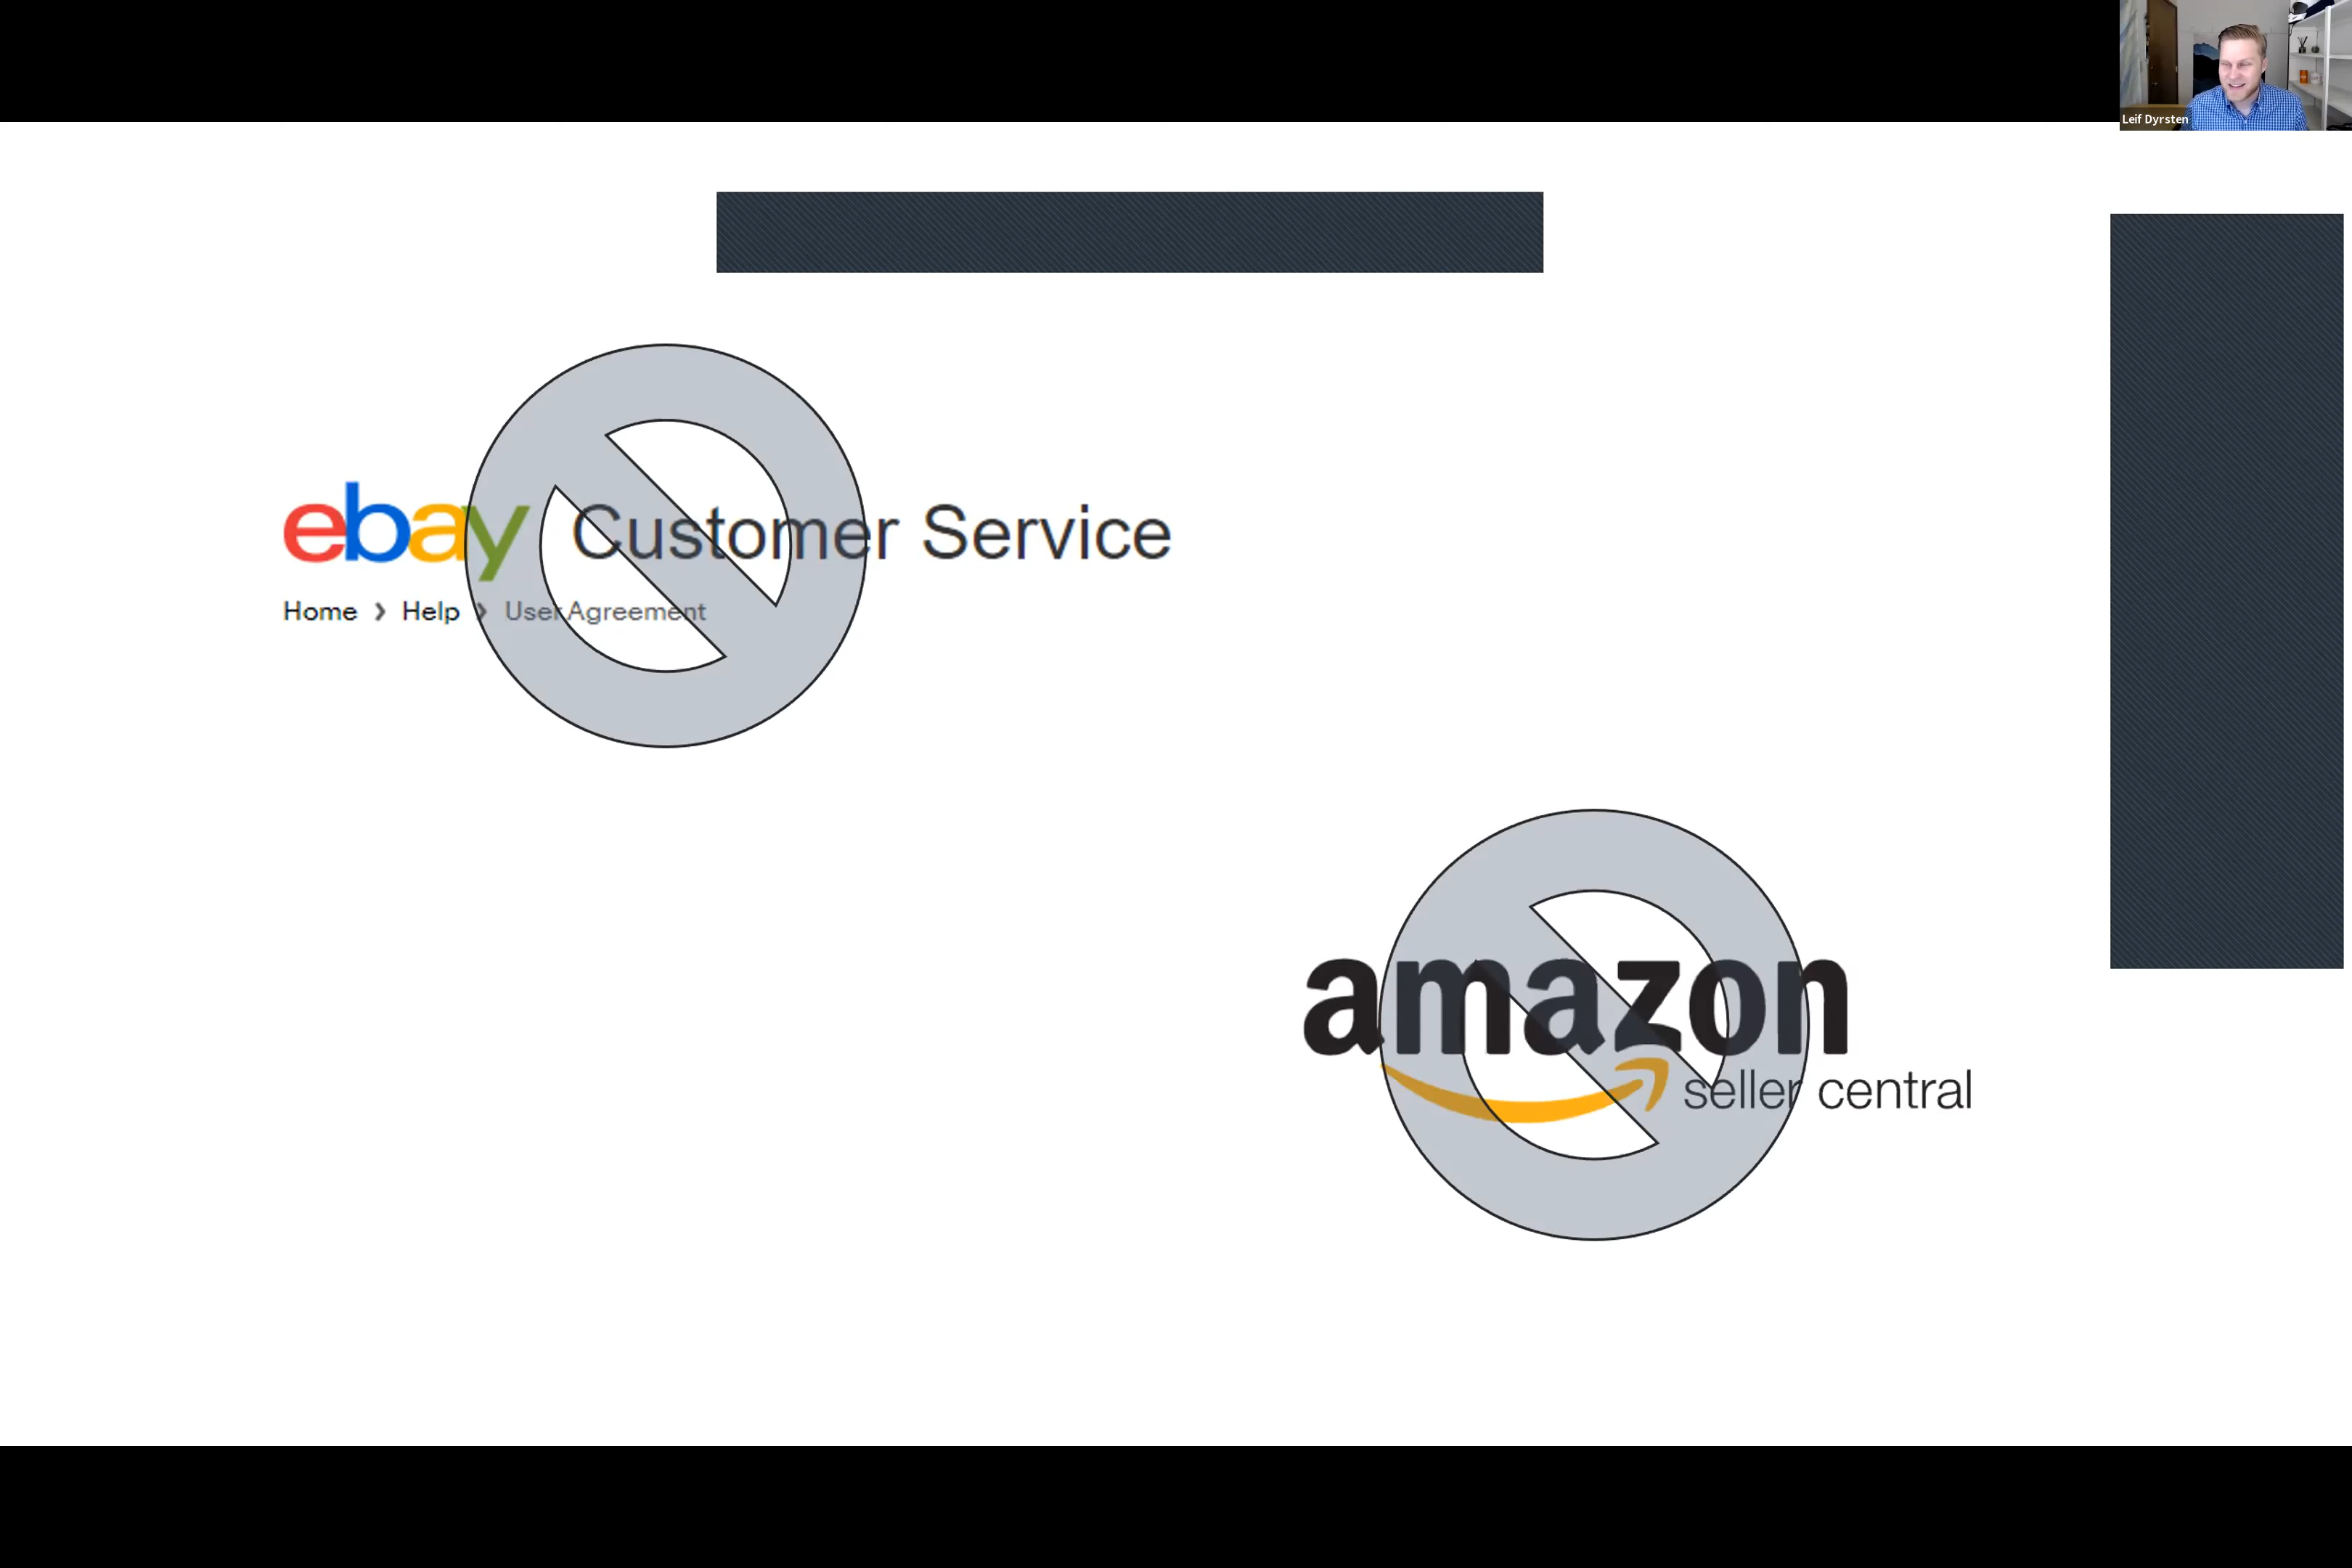 Leif Dyrsten
ebay Customer Service
Home > Help > User Agreement
amazon
seller central